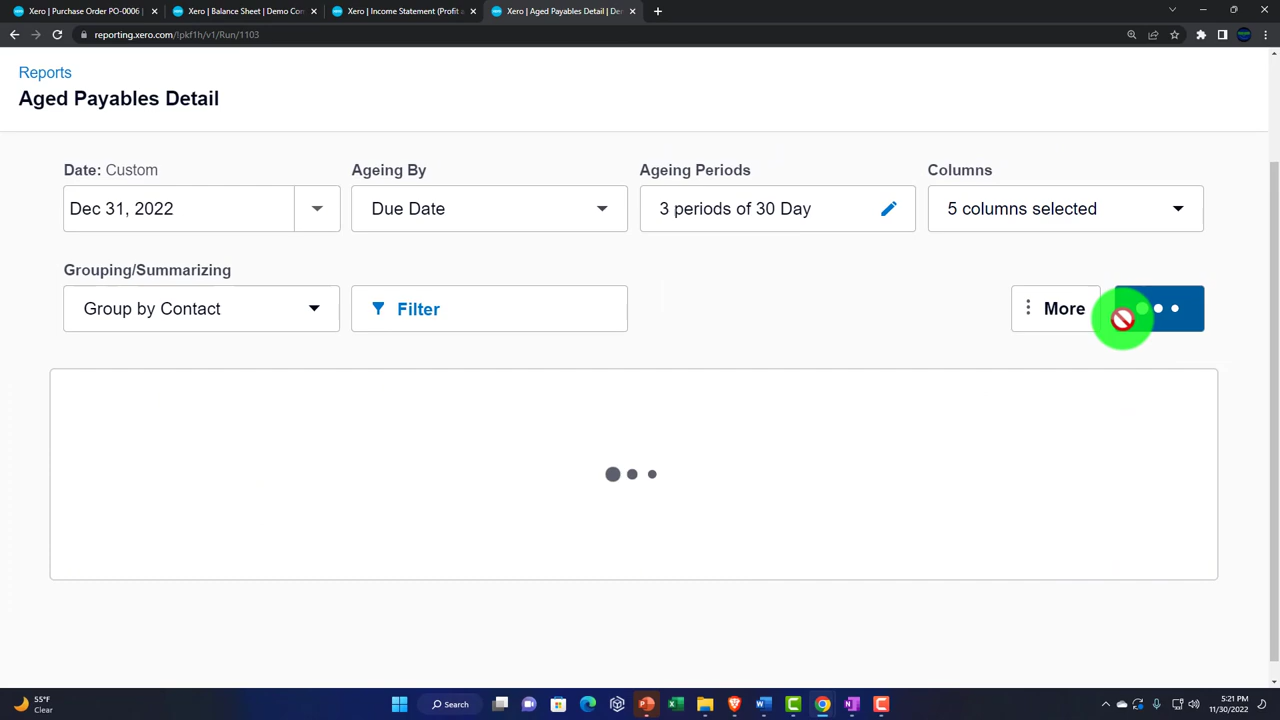 Xero | Purchase Order PO-0006 |
Xero | Balance Sheet | Demo Con
Xero | Income Statement (Profit a
Xero | Aged Payables Detail | De
reporting.xero.com/!pkf1h/v1/Run/1103
Reports
Aged Payables Detail
Date: Custom
Ageing By
Ageing Periods
Columns
Dec 31, 2022
Due Date
3 periods of 30 Day
5 columns selected
Grouping/Summarizing
Group by Contact
Filter
More
55°F
Clear
Search
5:21 PM
11/30/2022